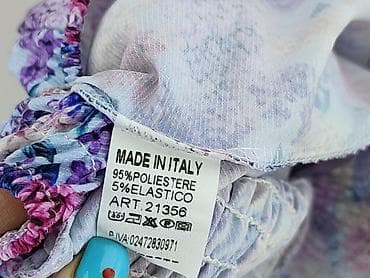 MADE IN ITALY
95%POLIESTERE
5%ELASTICO
ART.21356
P.IVA:02472830971